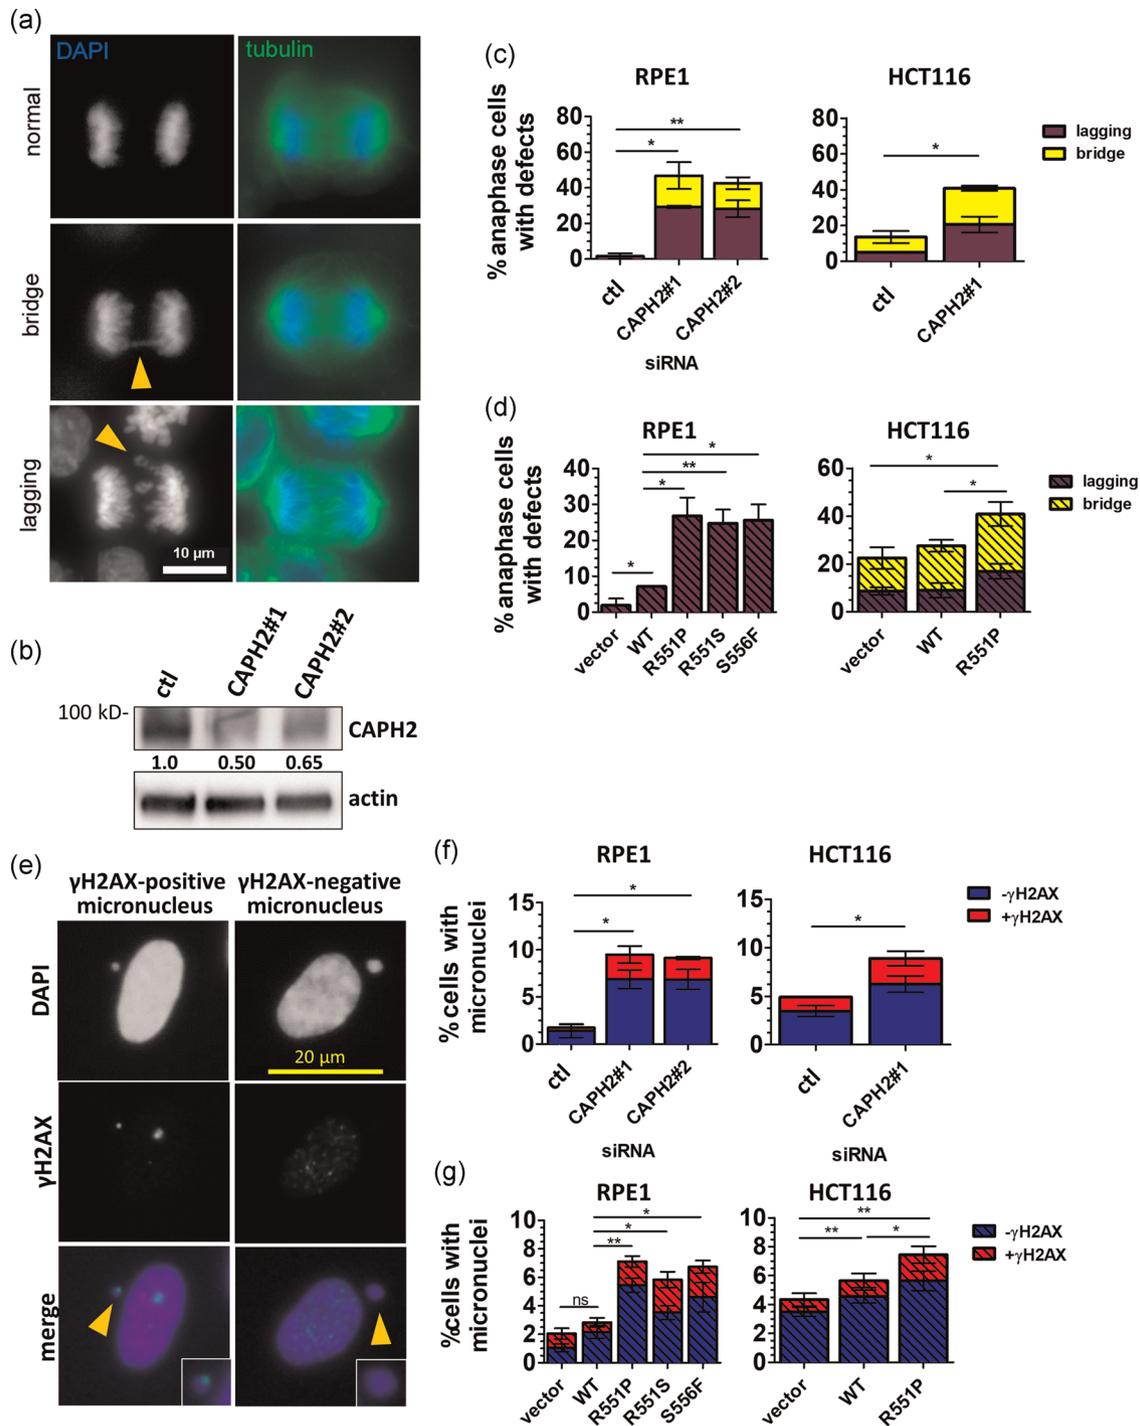 (a)
DAPI
tubulin
normal
bridge
lagging
10 µm
(b)
ctl
CAPH2#1
CAPH2#2
100 kD-
CAPH2
1.0 0.50 0.65
actin
(c)
RPE1
HCT116
% anaphase cells
with defects
80
60
40
20
0
*
**
ctl
CAPH2#1
CAPH2#2
siRNA
80
60
40
20
0
*
ctl
CAPH2#1
lagging
bridge
(d)
RPE1
HCT116
% anaphase cells
with defects
40
30
20
10
0
*
*
**
*
vector
WT
R551P
R551S
S556F
60
40
20
0
*
*
vector
WT
R551P
lagging
bridge
(e)
γH2AX-positive
micronucleus
γH2AX-negative
micronucleus
DAPI
20 µm
γH2AX
merge
(f)
RPE1
HCT116
%cells with
micronuclei
15
10
5
0
*
*
ctl
CAPH2#1
CAPH2#2
siRNA
15
10
5
0
*
ctl
CAPH2#1
siRNA
-γH2AX
+γH2AX
(g)
RPE1
HCT116
%cells with
micronuclei
10
8
6
4
2
0
ns
**
*
*
vector
WT
R551P
R551S
S556F
10
8
6
4
2
0
**
**
*
vector
WT
R551P
-γH2AX
+γH2AX